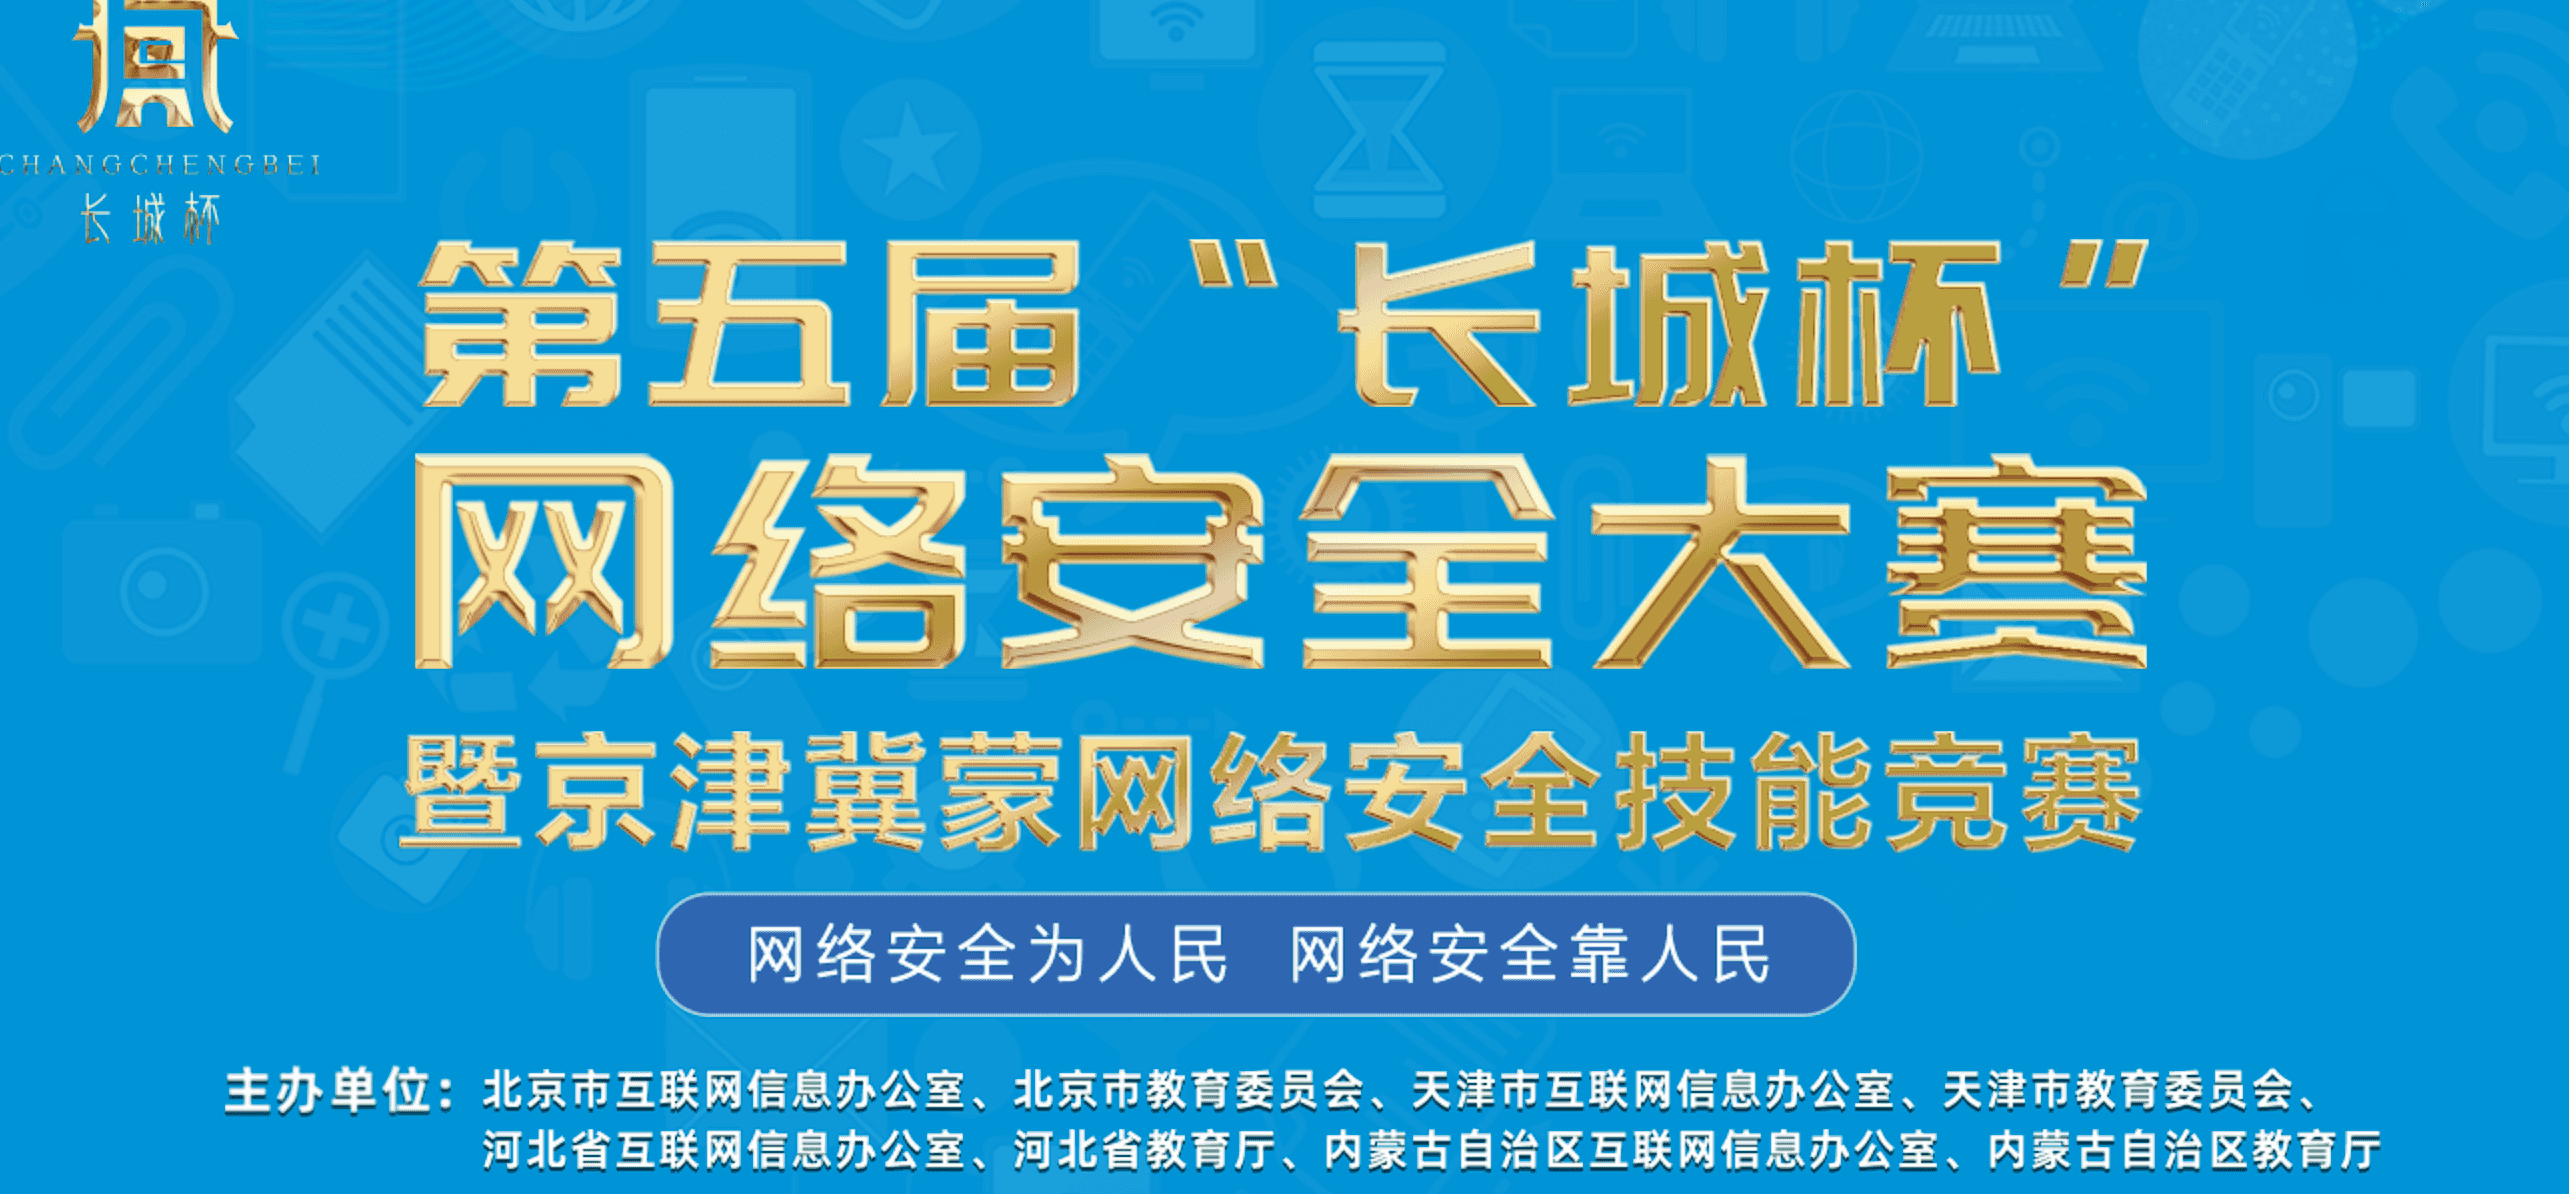 CHANGCHENGBEI
长城杯
第五届“长城杯”
网络安全大赛
暨京津冀蒙网络安全技能竞赛
网络安全为人民 网络安全靠人民
主办单位：北京市互联网信息办公室、北京市教育委员会、天津市互联网信息办公室、天津市教育委员会、
河北省互联网信息办公室、河北省教育厅、内蒙古自治区互联网信息办公室、内蒙古自治区教育厅